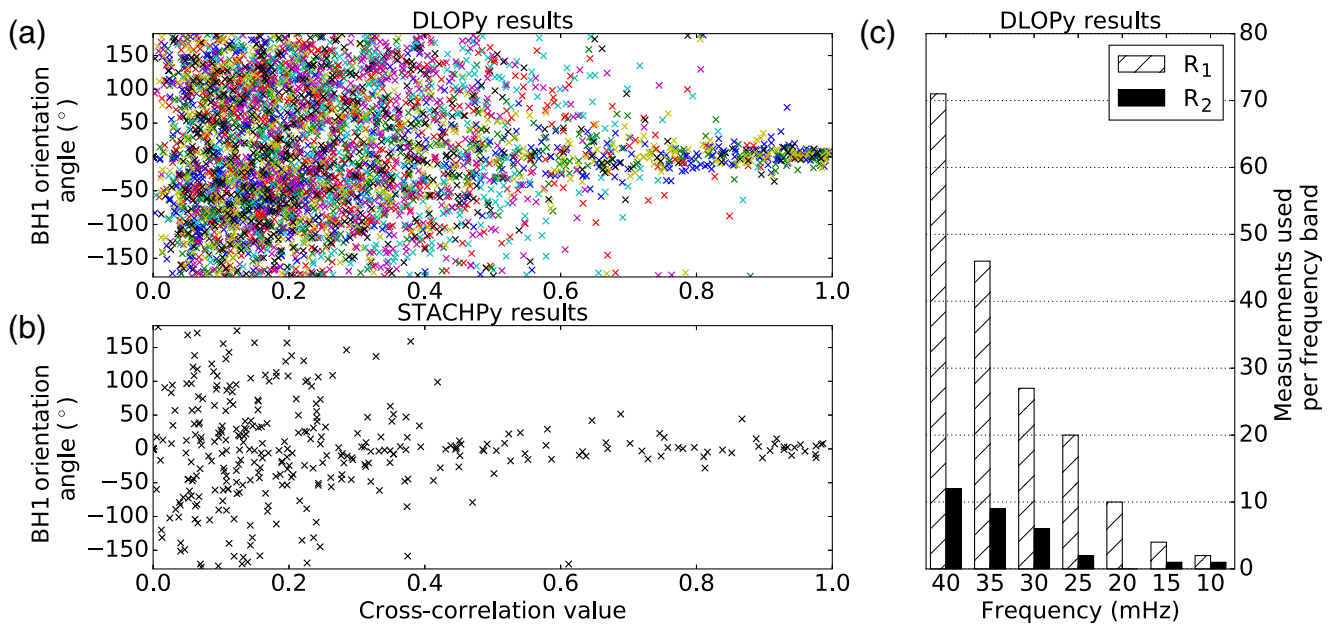 (a)
DLOPy results
BH1 orientation
angle (°)
150
100
50
0
−50
−100
−150
0.0 0.2 0.4 0.6 0.8 1.0
(b)
STACHPy results
BH1 orientation
angle (°)
150
100
50
0
−50
−100
−150
0.0 0.2 0.4 0.6 0.8 1.0
Cross-correlation value
(c)
DLOPy results
R1
R2
80
70
60
50
40
30
20
10
0
Measurements used
per frequency band
40 35 30 25 20 15 10
Frequency (mHz)